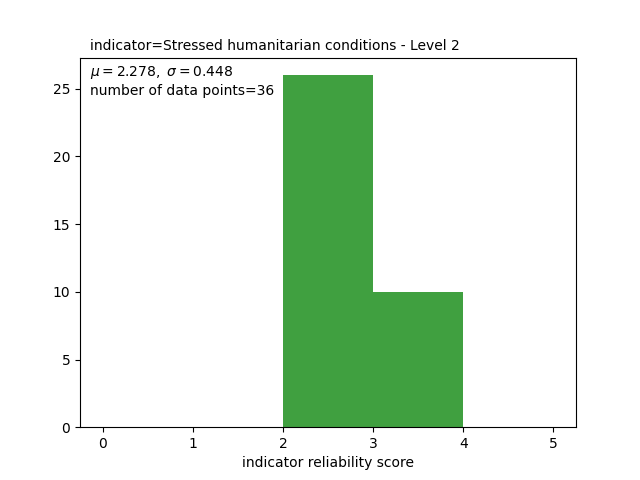 indicator=Stressed humanitarian conditions - Level 2
μ = 2.278, σ = 0.448
number of data points=36
25
20
15
10
5
0
0 1 2 3 4 5
indicator reliability score